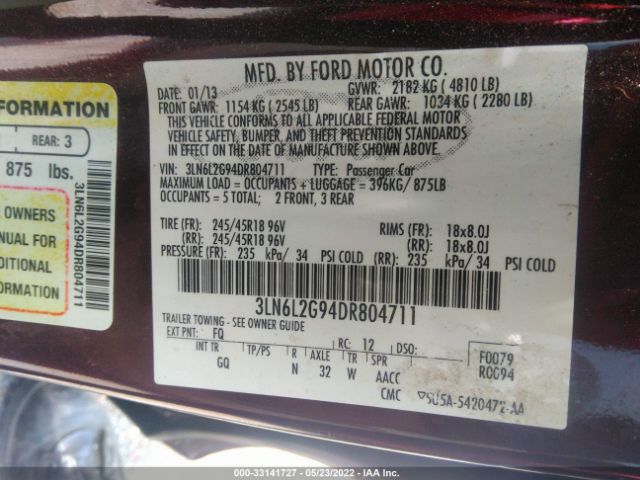 FORMATION
REAR: 3
875 lbs.
OWNERS
NUAL FOR
DITIONAL
ORMATION
3LN6L2G94DR804711
MFD. BY FORD MOTOR CO.
DATE: 01/13 GVWR: 2182 KG ( 4810 LB)
FRONT GAWR: 1154 KG ( 2545 LB) REAR GAWR: 1034 KG ( 2280 LB)
THIS VEHICLE CONFORMS TO ALL APPLICABLE FEDERAL MOTOR
VEHICLE SAFETY, BUMPER, AND THEFT PREVENTION STANDARDS
IN EFFECT ON THE DATE OF MANUFACTURE SHOWN ABOVE.
VIN: 3LN6L2G94DR804711 TYPE: Passenger Car
MAXIMUM LOAD = OCCUPANTS + LUGGAGE = 396KG/ 875LB
OCCUPANTS = 5 TOTAL; 2 FRONT, 3 REAR
TIRE (FR): 245/45R18 96V RIMS (FR): 18x8.0J
(RR): 245/45R18 96V (RR): 18x8.0J
PRESSURE (FR): 235 kPa/ 34 PSI COLD (RR): 235 kPa/ 34 PSI COLD
3LN6L2G94DR804711
TRAILER TOWING - SEE OWNER GUIDE
EXT PNT: FQ RC: 12 DSO: F0079
INT TR TP/PS R AXLE TR SPR R0094
GQ N 32 W AACC
CMC 5U5A-5420472-AA
000-33141727 - 05/23/2022 - IAA Inc.